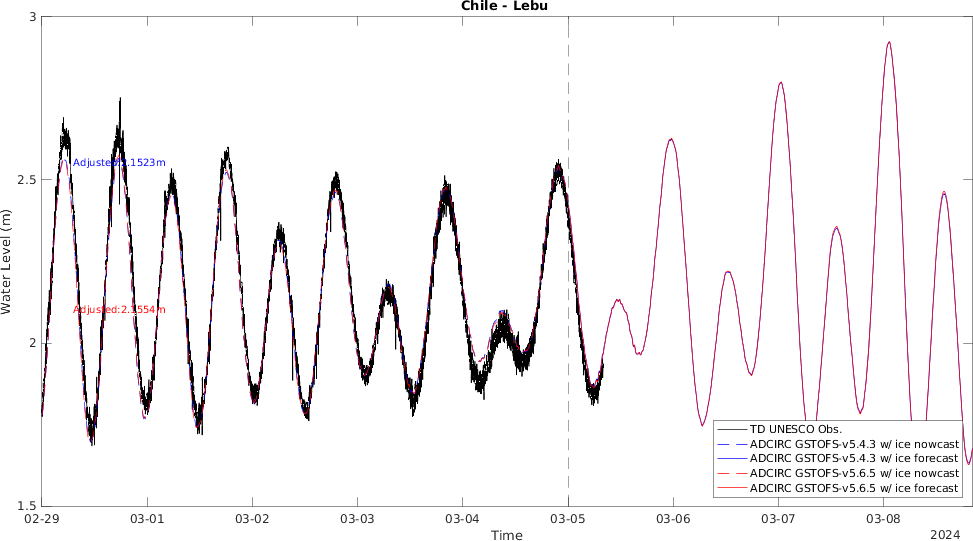 Chile - Lebu
3
2.5
2
1.5
Water Level (m)
Adjusted:2.1523m
Adjusted:2.1554m
02-29
03-01
03-02
03-03
03-04
03-05
03-06
03-07
03-08
Time
2024
TD UNESCO Obs.
ADCIRC GSTOFS-v5.4.3 w/ ice nowcast
ADCIRC GSTOFS-v5.4.3 w/ ice forecast
ADCIRC GSTOFS-v5.6.5 w/ ice nowcast
ADCIRC GSTOFS-v5.6.5 w/ ice forecast